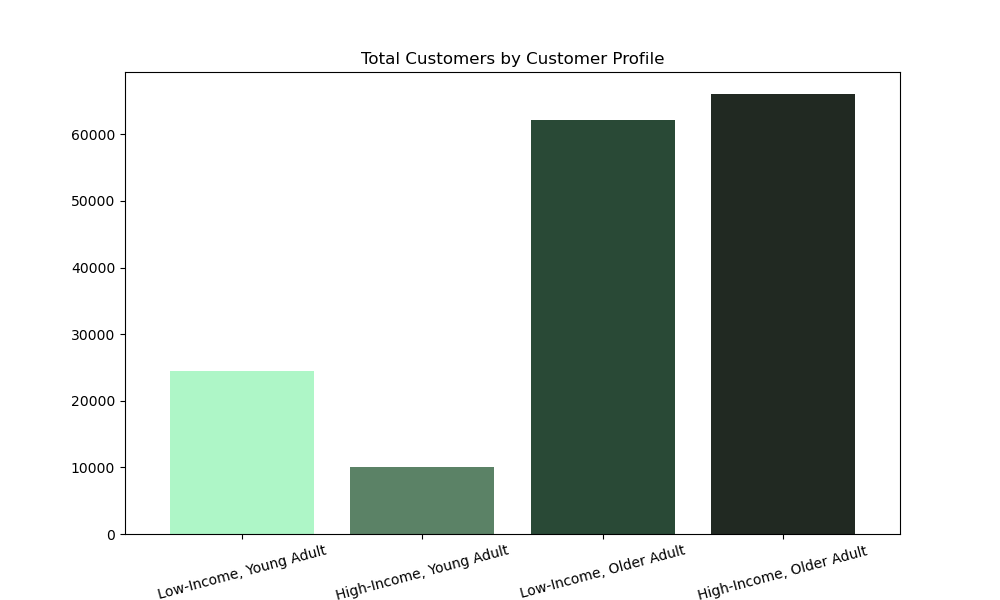 Total Customers by Customer Profile
60000
50000
40000
30000
20000
10000
0
Low-Income, Young Adult
High-Income, Young Adult
Low-Income, Older Adult
High-Income, Older Adult